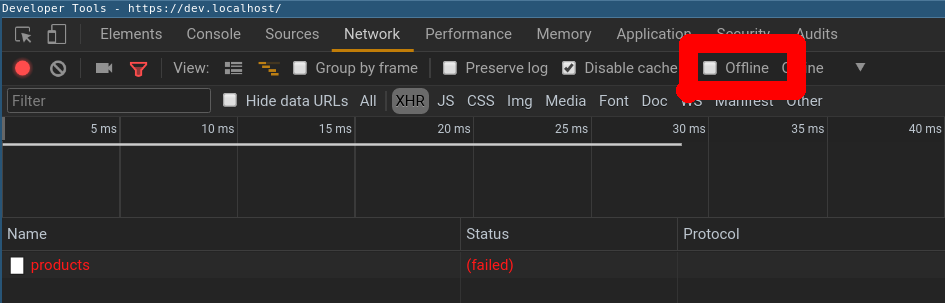 Developer Tools - https://dev.localhost/
Elements Console Sources Network Performance Memory Application Security Audits
View: Group by frame Preserve log Disable cache Offline
Filter Hide data URLs All XHR JS CSS Img Media Font Doc WS Manifest Other
5 ms 10 ms 15 ms 20 ms 25 ms 30 ms 35 ms 40 ms
Name Status Protocol
products (failed)